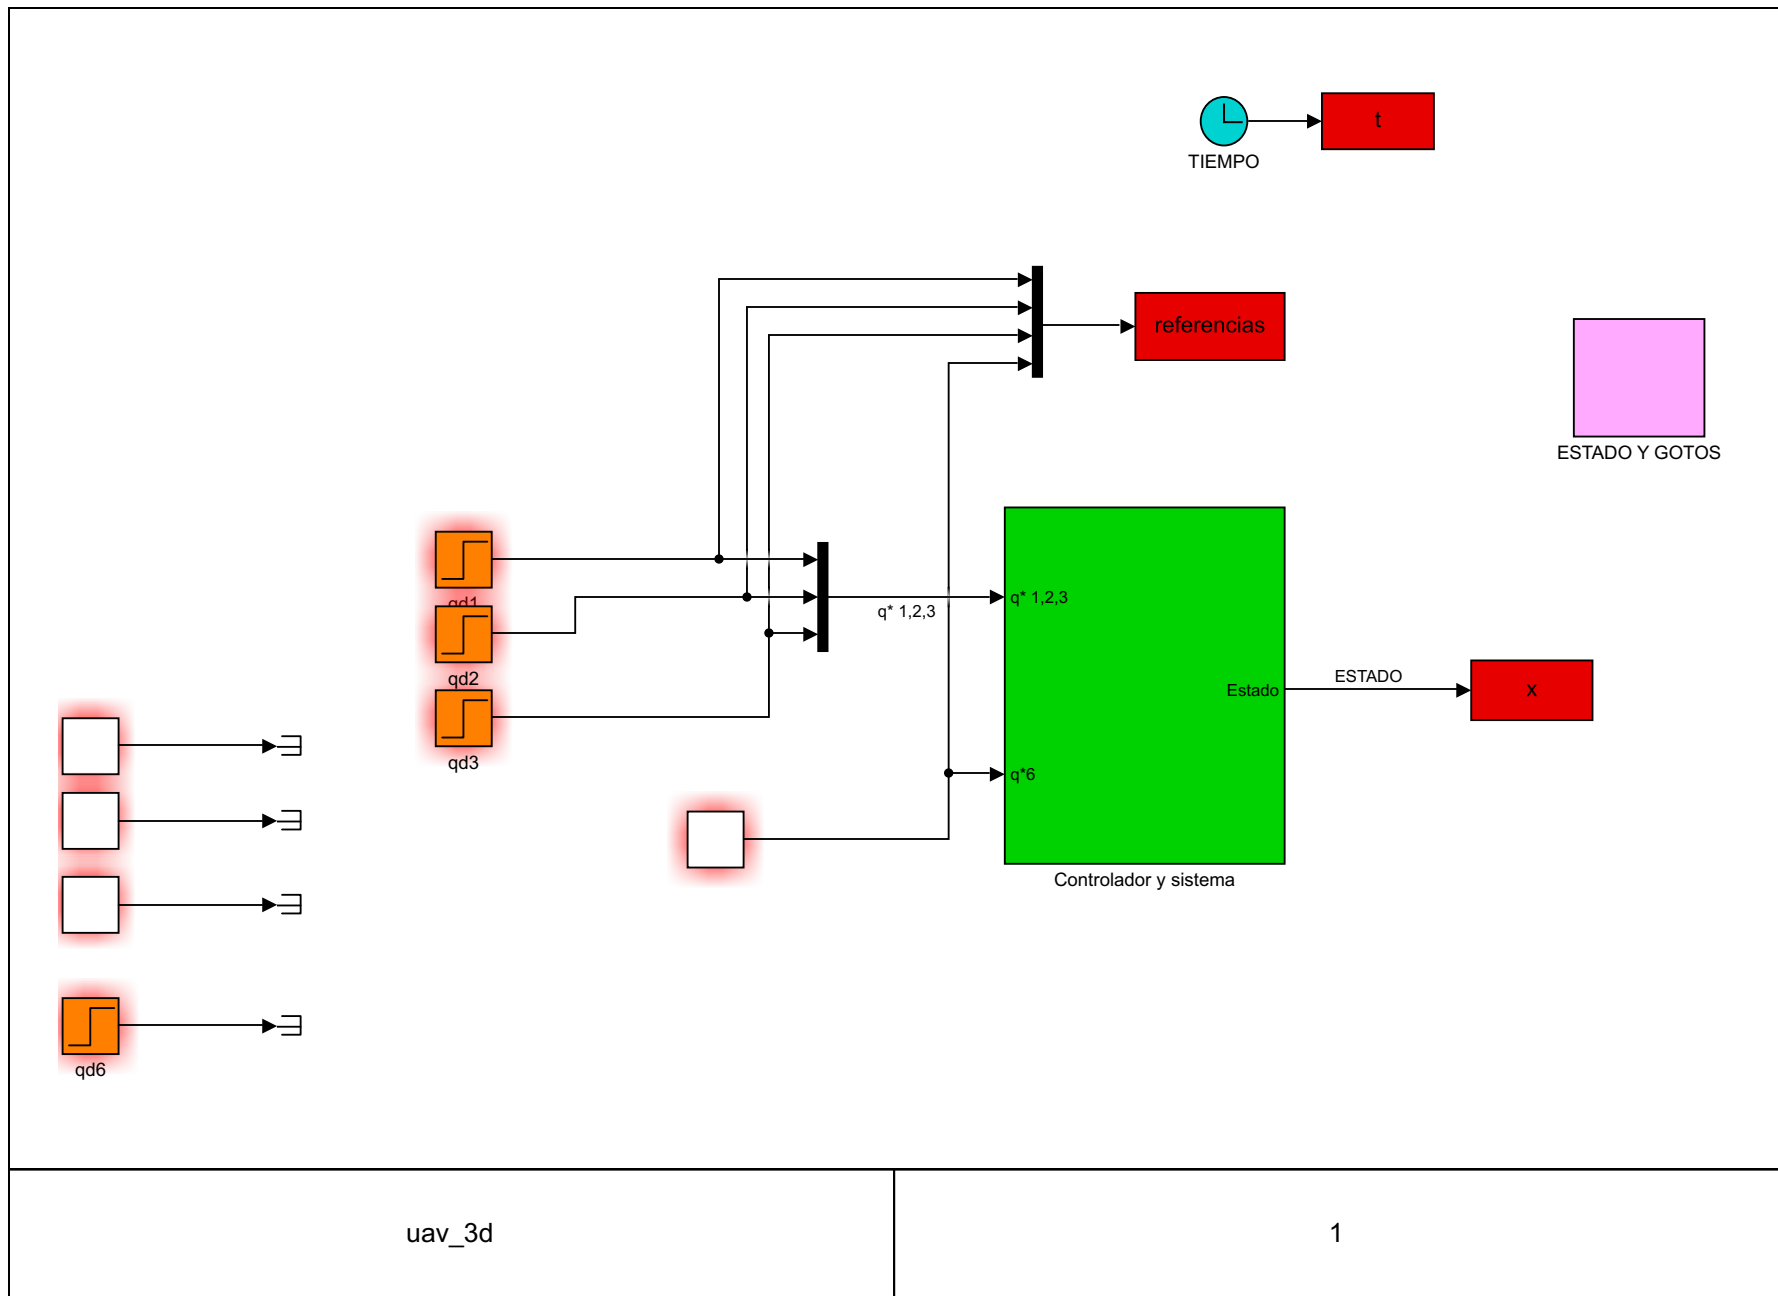 t
TIEMPO
referencias
ESTADO Y GOTOS
qd1
q* 1,2,3
q* 1,2,3
qd2
Estado
ESTADO
x
qd3
q*6
Controlador y sistema
qd6
uav_3d
1